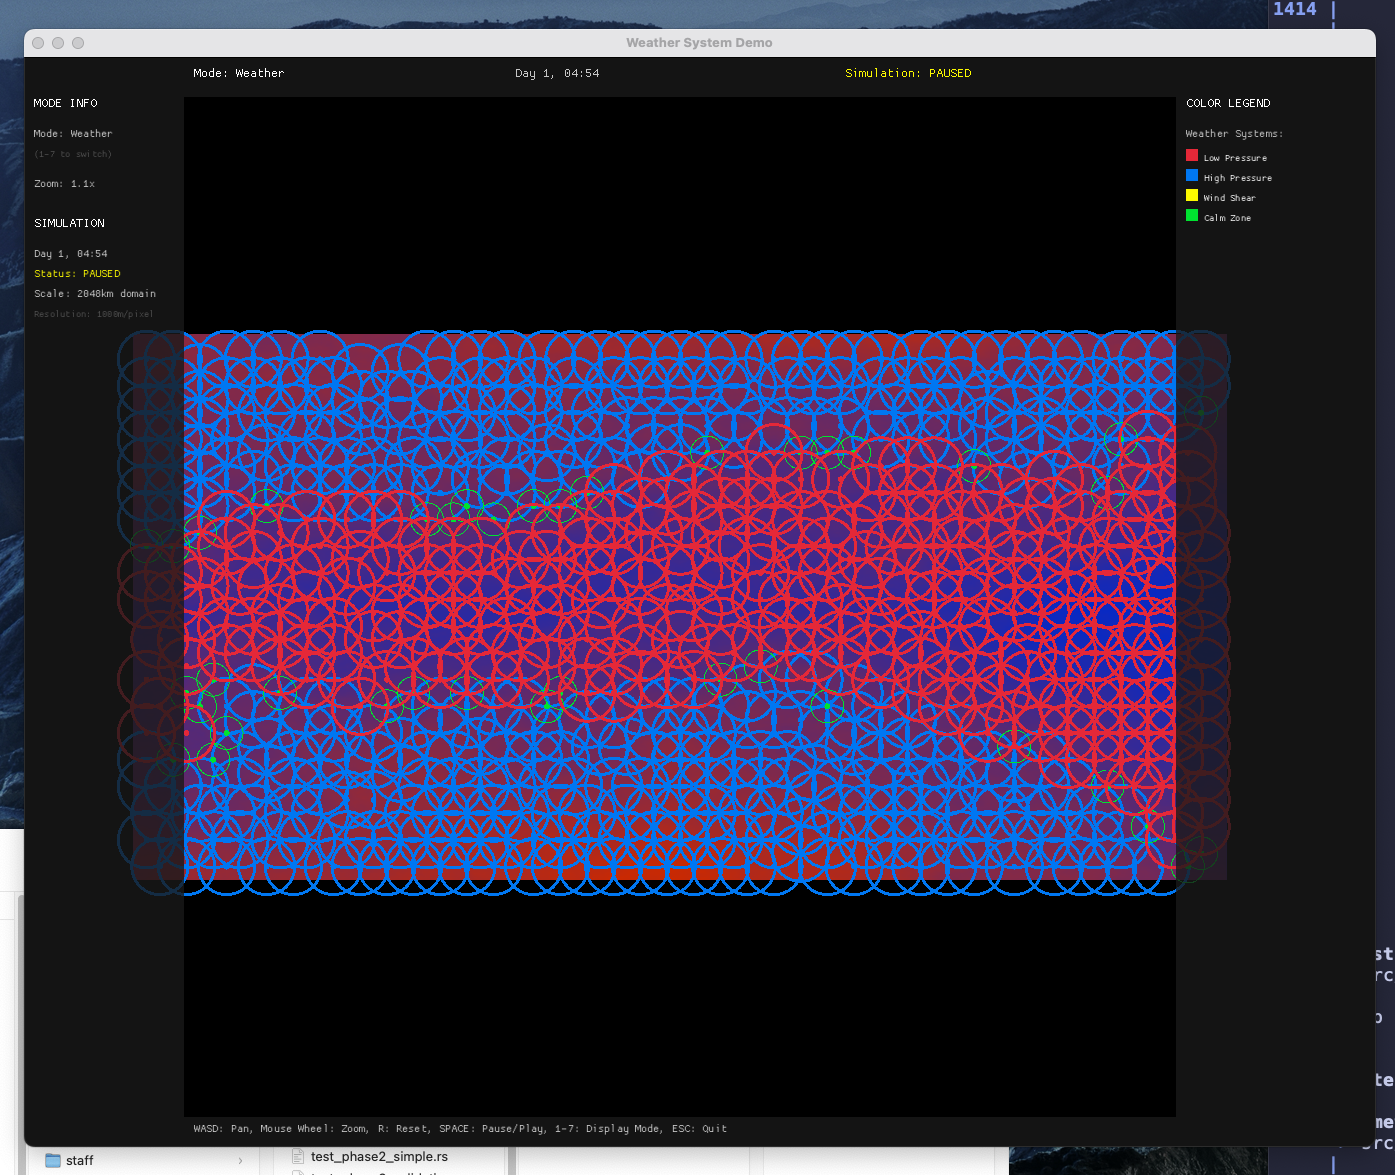 1414 |
Weather System Demo
Mode: Weather
Day 1, 04:54
Simulation: PAUSED
MODE INFO
Mode: Weather
(1-7 to switch)
Zoom: 1.1x
SIMULATION
Day 1, 04:54
Status: PAUSED
Scale: 2048km domain
Resolution: 1000m/pixel
COLOR LEGEND
Weather Systems:
Low Pressure
High Pressure
Wind Shear
Calm Zone
WASD: Pan, Mouse Wheel: Zoom, R: Reset, SPACE: Pause/Play, 1-7: Display Mode, ESC: Quit
staff
test_phase2_simple.rs